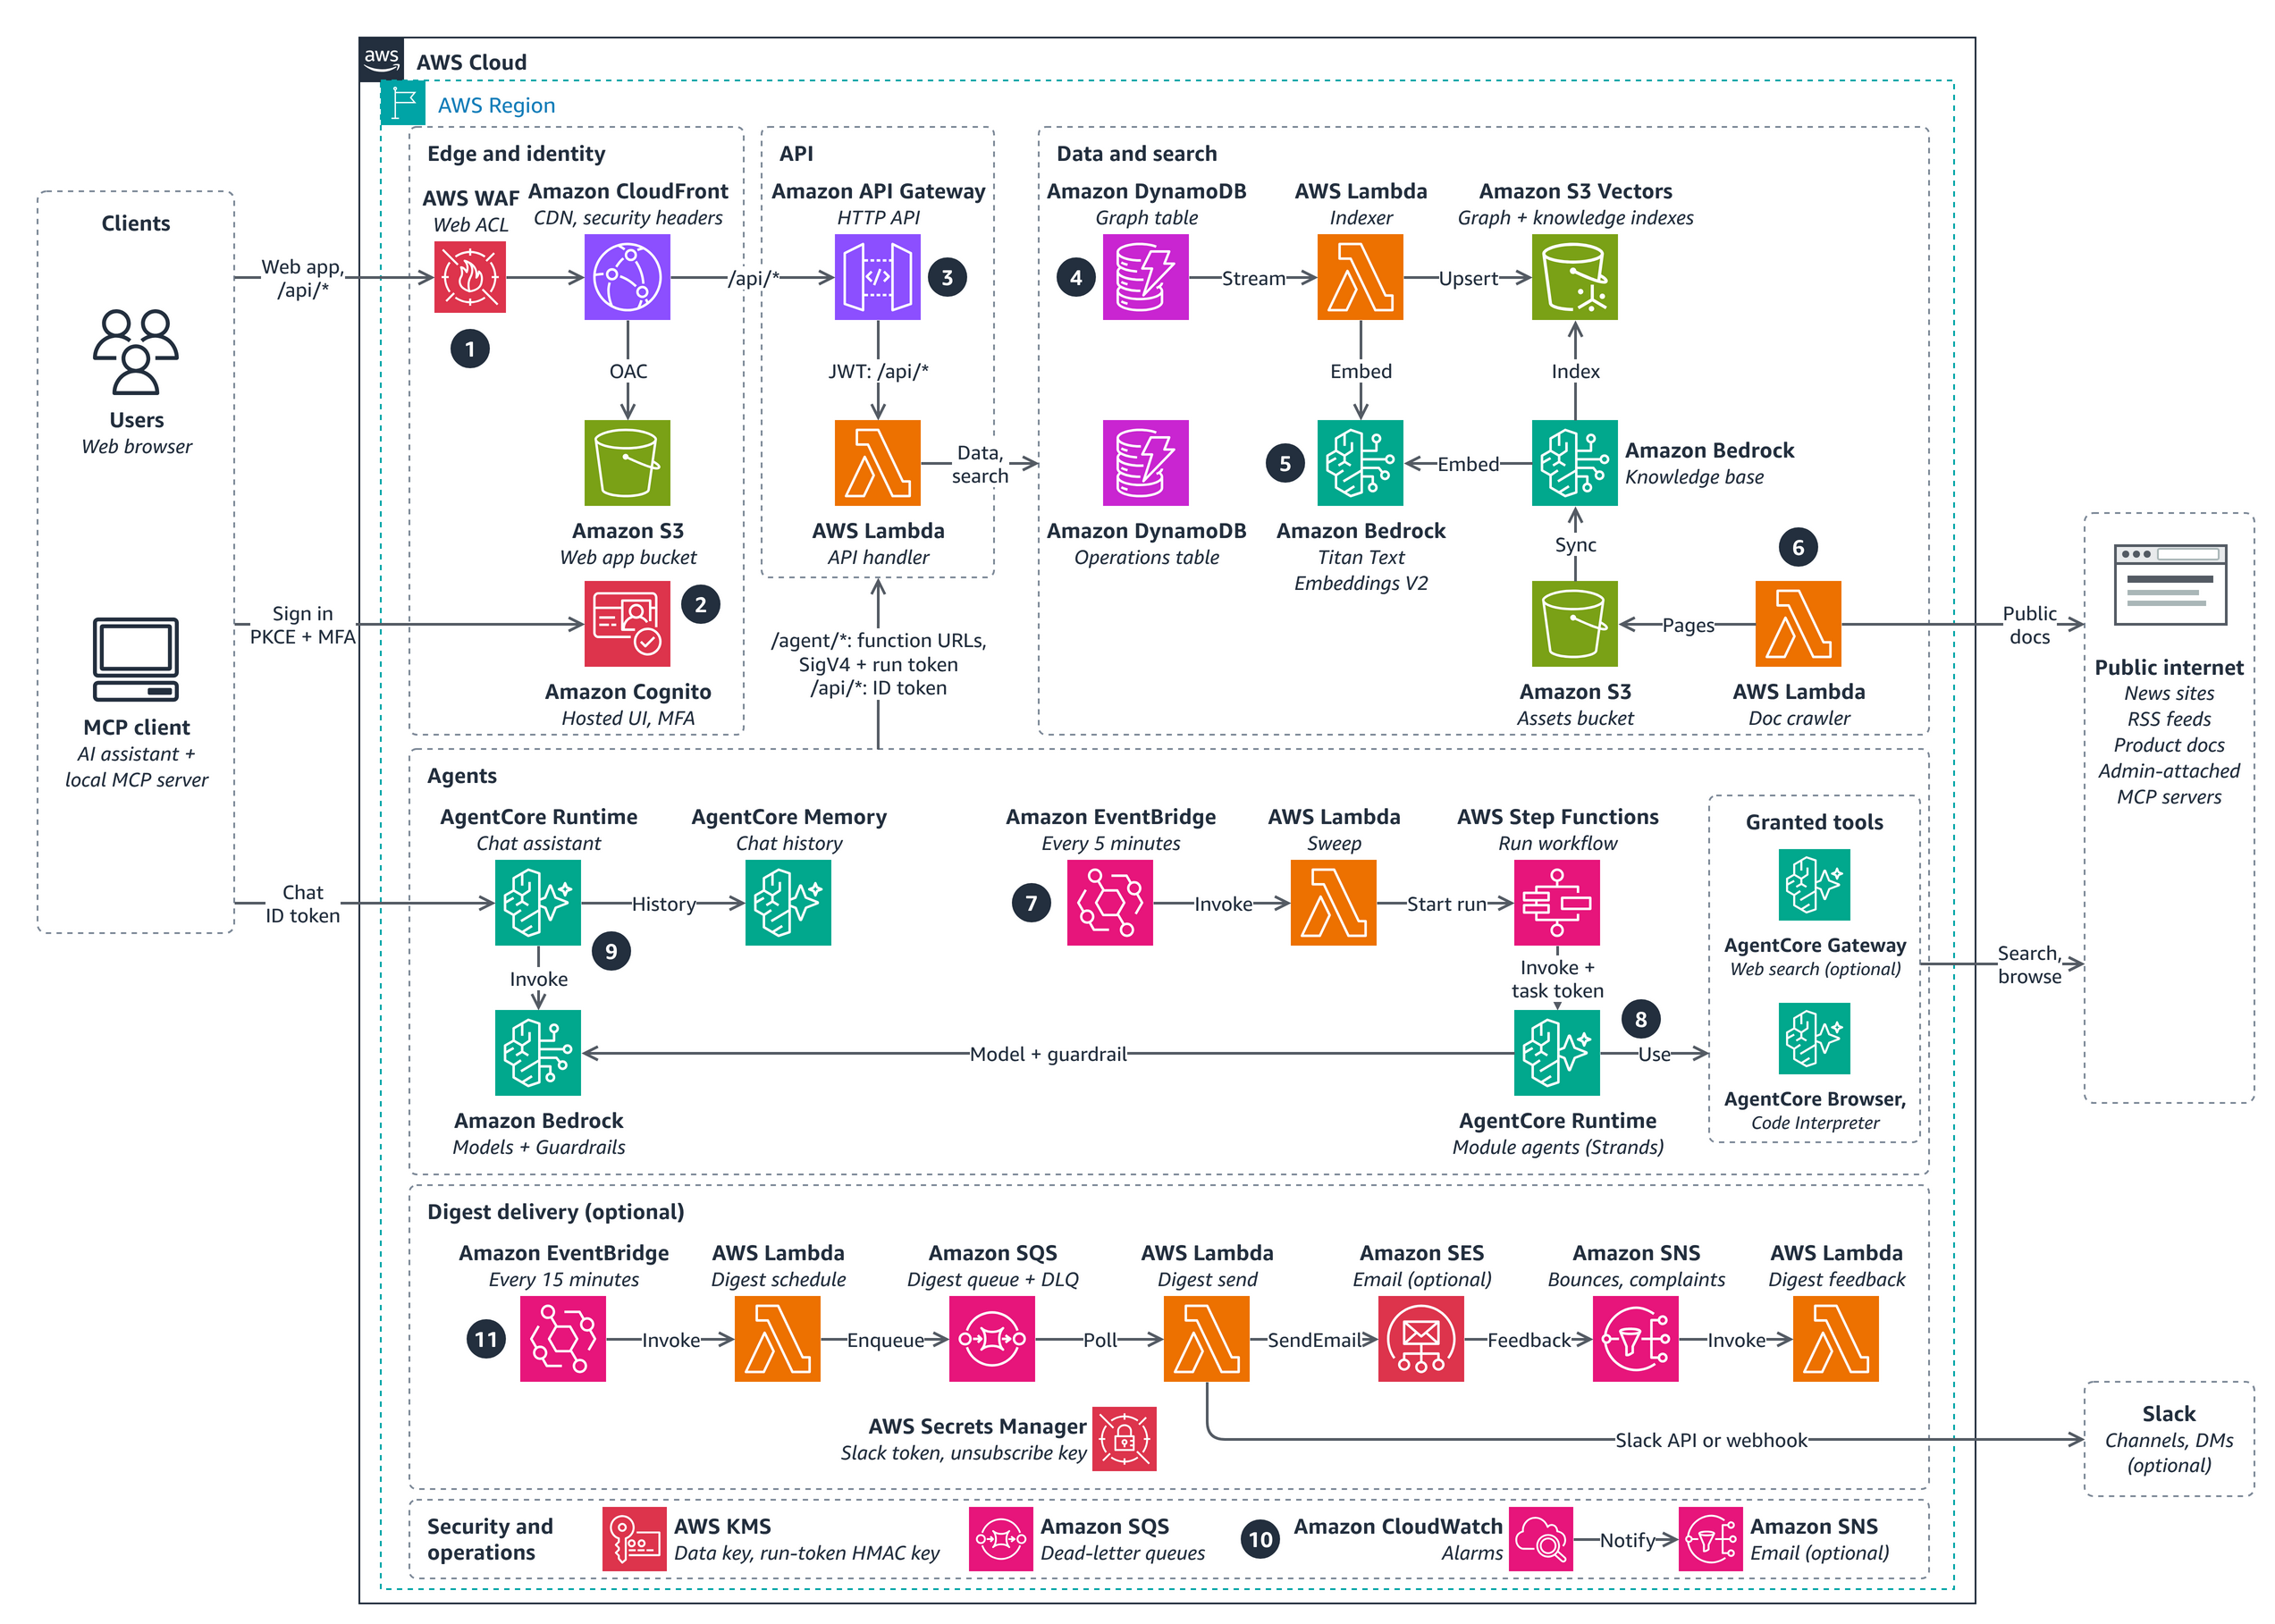 aws
AWS Cloud
AWS Region
Clients
Users
Web browser
MCP client
AI assistant +
local MCP server
Web app,
/api/*
Sign in
PKCE + MFA
Chat
ID token
Edge and identity
AWS WAF
Web ACL
Amazon CloudFront
CDN, security headers
1
OAC
/api/*
Amazon S3
Web app bucket
2
Amazon Cognito
Hosted UI, MFA
API
Amazon API Gateway
HTTP API
3
JWT: /api/*
AWS Lambda
API handler
Data,
search
/agent/*: function URLs,
SigV4 + run token
/api/*: ID token
Data and search
Amazon DynamoDB
Graph table
4
Stream
AWS Lambda
Indexer
Upsert
Amazon S3 Vectors
Graph + knowledge indexes
Embed
Index
Amazon DynamoDB
Operations table
5
Amazon Bedrock
Titan Text
Embeddings V2
Embed
Amazon Bedrock
Knowledge base
Sync
6
Amazon S3
Assets bucket
Pages
AWS Lambda
Doc crawler
Public
docs
Public internet
News sites
RSS feeds
Product docs
Admin-attached
MCP servers
Agents
AgentCore Runtime
Chat assistant
History
AgentCore Memory
Chat history
9
Invoke
Amazon Bedrock
Models + Guardrails
Amazon EventBridge
Every 5 minutes
7
Invoke
AWS Lambda
Sweep
Start run
AWS Step Functions
Run workflow
Invoke +
task token
8
Model + guardrail
Use
AgentCore Runtime
Module agents (Strands)
Granted tools
AgentCore Gateway
Web search (optional)
AgentCore Browser,
Code Interpreter
Search,
browse
Digest delivery (optional)
Amazon EventBridge
Every 15 minutes
11
Invoke
AWS Lambda
Digest schedule
Enqueue
Amazon SQS
Digest queue + DLQ
Poll
AWS Lambda
Digest send
SendEmail
Amazon SES
Email (optional)
Feedback
Amazon SNS
Bounces, complaints
Invoke
AWS Lambda
Digest feedback
AWS Secrets Manager
Slack token, unsubscribe key
Slack API or webhook
Slack
Channels, DMs
(optional)
Security and
operations
AWS KMS
Data key, run-token HMAC key
Amazon SQS
Dead-letter queues
10
Amazon CloudWatch
Alarms
Notify
Amazon SNS
Email (optional)